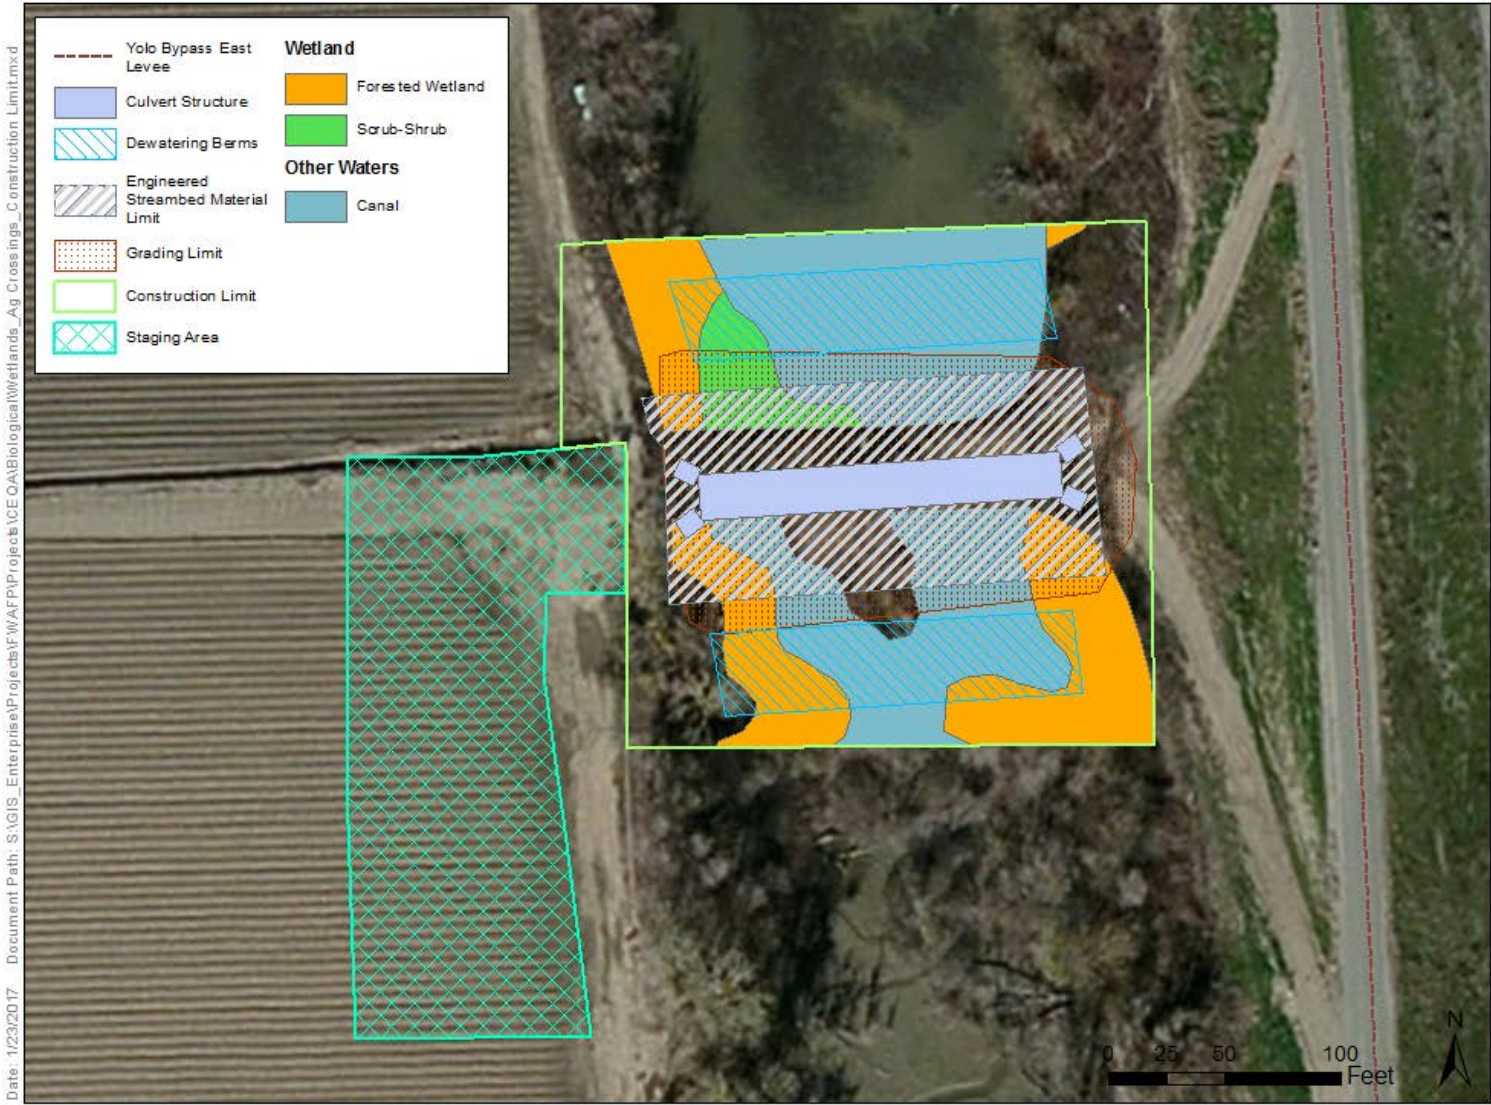 Yolo Bypass East
Levee
Culvert Structure
Dewatering Berms
Engineered
Streambed Material
Limit
Grading Limit
Construction Limit
Staging Area
Wetland
Forested Wetland
Scrub-Shrub
Other Waters
Canal
0 25 50 100
Feet
N
Date: 1/23/2017 Document Path: S:\GIS_Enterprise\Projects\FWAFP\Projects\CEQA\Biological\Wetlands_Ag Crossings_Construction Limit.mxd